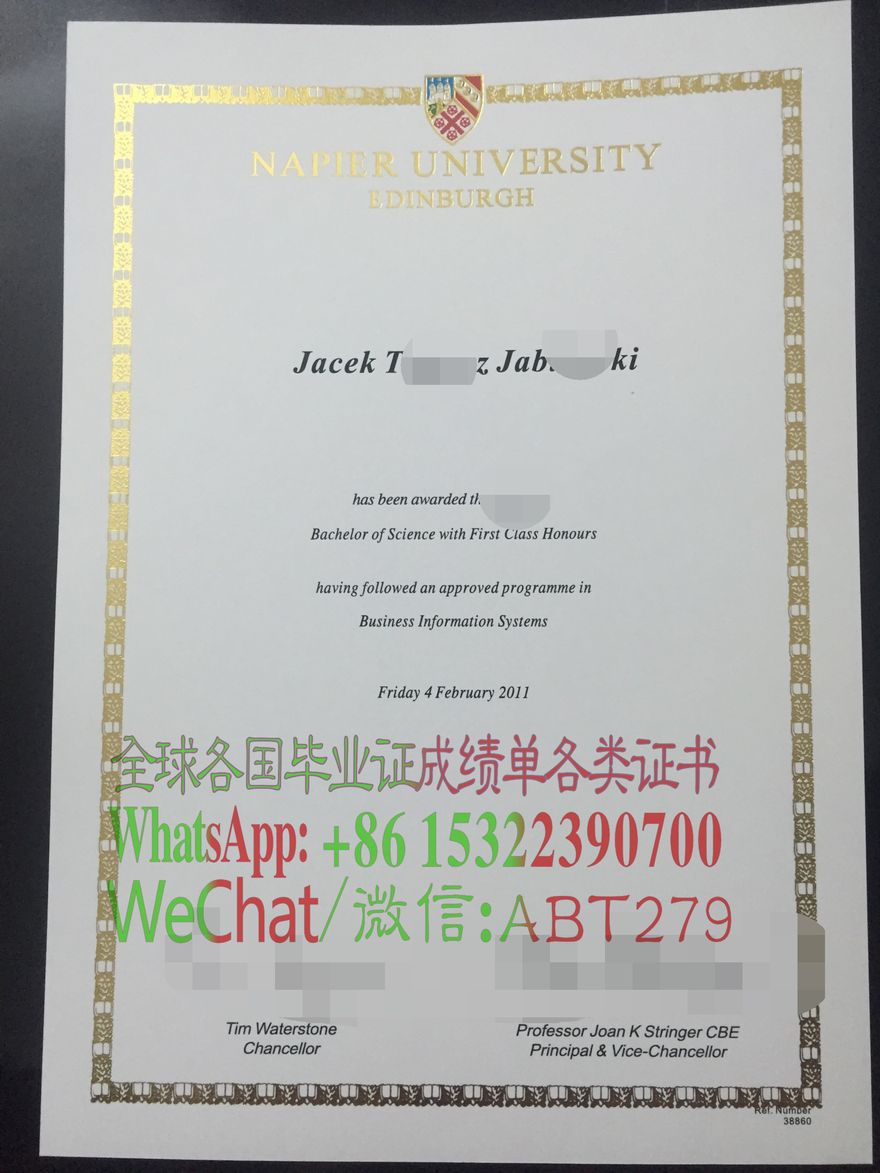 NAPIER UNIVERSITY
EDINBURGH
Jacek
has been awarded
Bachelor of Science with First Class Honours
having followed an approved programme in
Business Information Systems
Friday 4 February 2011
全球各国毕业证成绩单各类证书
WhatsApp: +86 15322390700
WeChat/微信:ABT279
Tim Waterstone
Chancellor
Professor Joan K Stringer CBE
Principal & Vice-Chancellor
Ref. Number
38860